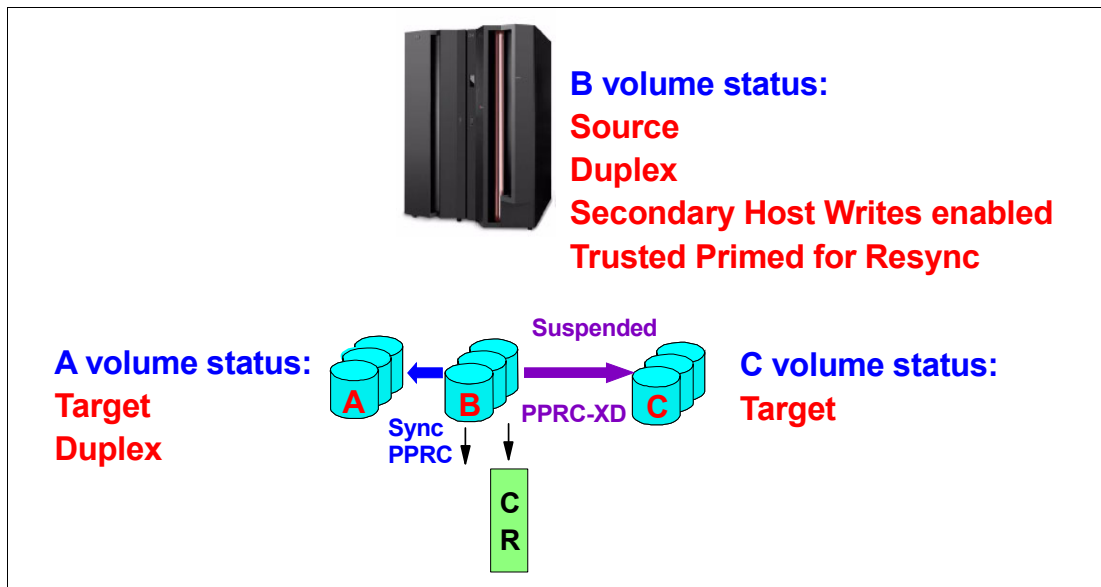 B volume status:
Source
Duplex
Secondary Host Writes enabled
Trusted Primed for Resync
Suspended
A volume status:
Target
Duplex
A
B
C
Sync
PPRC
PPRC-XD
C volume status:
Target
C
R